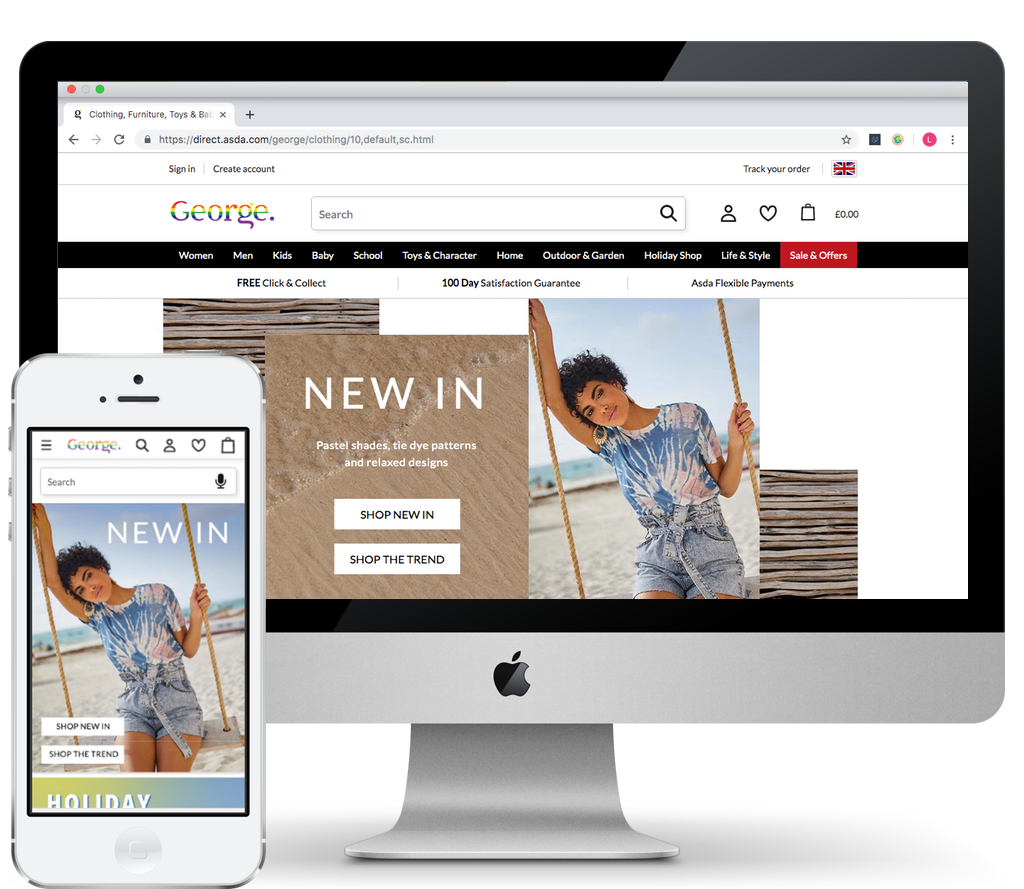 Clothing, Furniture, Toys & Bab
https://direct.asda.com/george/clothing/10,default,sc.html
L
Sign in
Create account
Track your order
George.
Search
£0.00
Women
Men
Kids
Baby
School
Toys & Character
Home
Outdoor & Garden
Holiday Shop
Life & Style
Sale & Offers
FREE Click & Collect
100 Day Satisfaction Guarantee
Asda Flexible Payments
NEW IN
Pastel shades, tie dye patterns
and relaxed designs
SHOP NEW IN
SHOP THE TREND
George.
Search
NEW IN
SHOP NEW IN
SHOP THE TREND
HOLIDAY